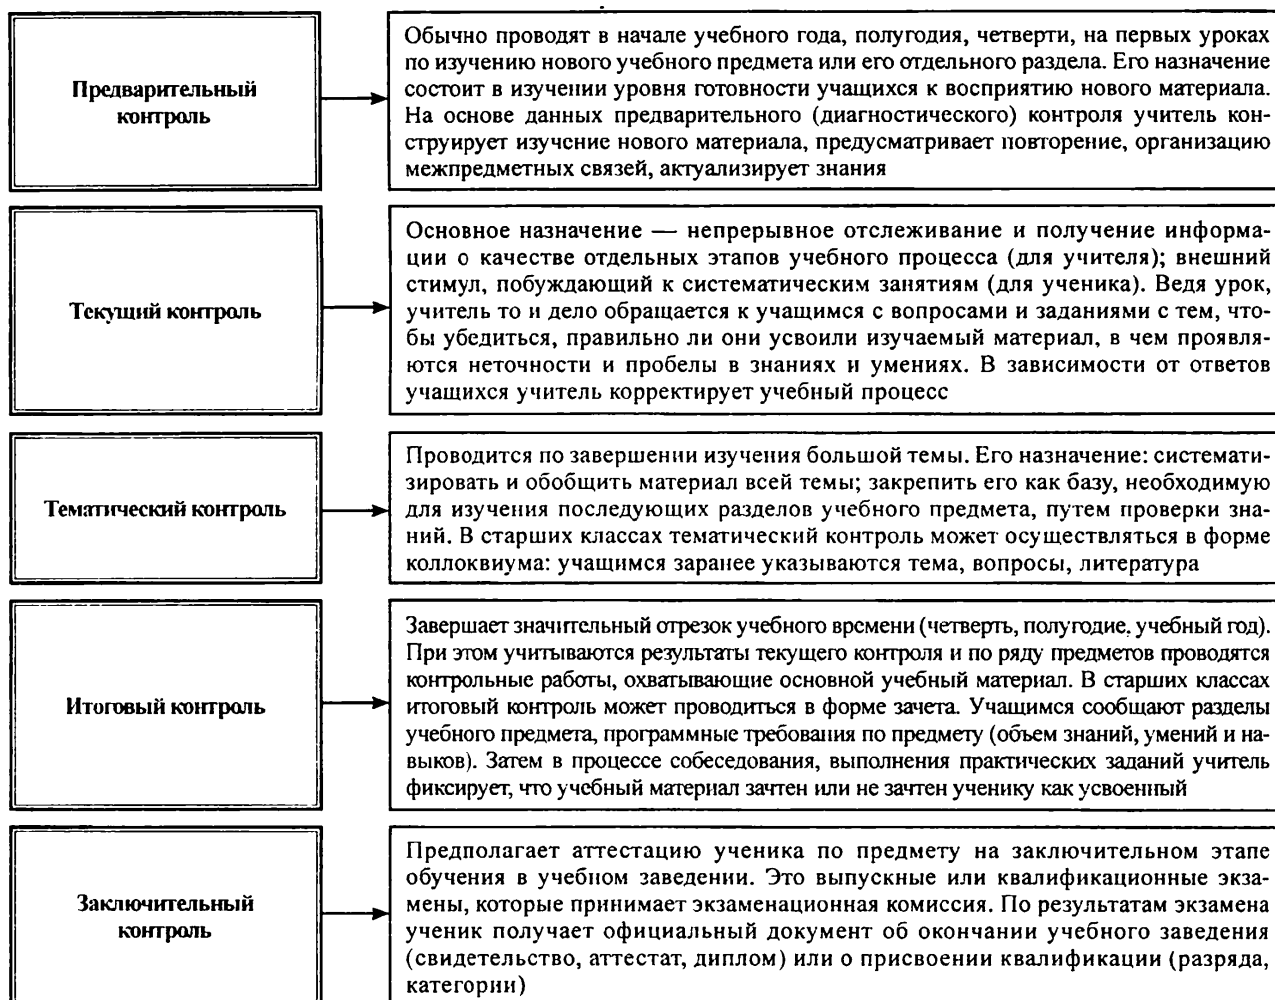 Предварительный
контроль
Обычно проводят в начале учебного года, полугодия, четверти, на первых уроках
по изучению нового учебного предмета или его отдельного раздела. Его назначение
состоит в изучении уровня готовности учащихся к восприятию нового материала.
На основе данных предварительного (диагностического) контроля учитель кон-
струирует изучение нового материала, предусматривает повторение, организацию
межпредметных связей, актуализирует знания
Текущий контроль
Основное назначение — непрерывное отслеживание и получение информа-
ции о качестве отдельных этапов учебного процесса (для учителя); внешний
стимул, побуждающий к систематическим занятиям (для ученика). Ведя урок,
учитель то и дело обращается к учащимся с вопросами и заданиями с тем, что-
бы убедиться, правильно ли они усвоили изучаемый материал, в чем проявля-
ются неточности и пробелы в знаниях и умениях. В зависимости от ответов
учащихся учитель корректирует учебный процесс
Тематический контроль
Проводится по завершении изучения большой темы. Его назначение: системати-
зировать и обобщить материал всей темы; закрепить его как базу, необходимую
для изучения последующих разделов учебного предмета, путем проверки зна-
ний. В старших классах тематический контроль может осуществляться в форме
коллоквиума: учащимся заранее указываются тема, вопросы, литература
Итоговый контроль
Завершает значительный отрезок учебного времени (четверть, полугодие, учебный год).
При этом учитываются результаты текущего контроля и по ряду предметов проводятся
контрольные работы, охватывающие основной учебный материал. В старших классах
итоговый контроль может проводиться в форме зачета. Учащимся сообщают разделы
учебного предмета, программные требования по предмету (объем знаний, умений и на-
выков). Затем в процессе собеседования, выполнения практических заданий учитель
фиксирует, что учебный материал зачтен или не зачтен ученику как усвоенный
Заключительный
контроль
Предполагает аттестацию ученика по предмету на заключительном этапе
обучения в учебном заведении. Это выпускные или квалификационные экза-
мены, которые принимает экзаменационная комиссия. По результатам экзамена
ученик получает официальный документ об окончании учебного заведения
(свидетельство, аттестат, диплом) или о присвоении квалификации (разряда,
категории)